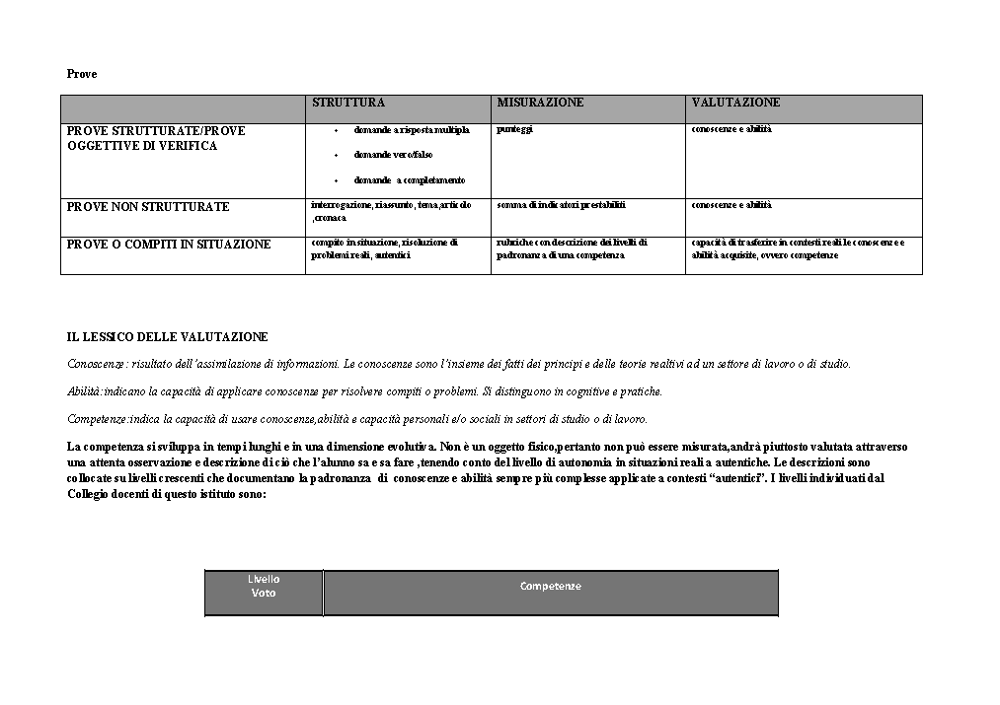 Prove
STRUTTURA MISURAZIONE VALUTAZIONE
PROVE STRUTTURATE/PROVE OGGETTIVE DI VERIFICA
• domande a risposta multipla
• domande vero/falso
• domande a completamento
punteggi
conoscenze e abilità
PROVE NON STRUTTURATE
interrogazione, riassunto, tema,articolo
,cronaca
somma di indicatori prestabiliti
conoscenze e abilità
PROVE O COMPITI IN SITUAZIONE
compito in situazione, risoluzione di
problemi reali, autentici
rubriche con descrizione dei livelli di
padronanza di una competenza
capacità di trasferire in contesti reali le conoscenze e
abilità acquisite, ovvero competenze
IL LESSICO DELLE VALUTAZIONE
Conoscenze: risultato dell'assimilazione di informazioni. Le conoscenze sono l'insieme dei fatti dei principi e delle teorie realtivi ad un settore di lavoro o di studio.
Abilità:indicano la capacità di applicare conoscenze per risolvere compiti o problemi. Si distinguono in cognitive e pratiche.
Competenze:indica la capacità di usare conoscenze,abilità e capacità personali e/o sociali in settori di studio o di lavoro.
La competenza si sviluppa in tempi lunghi e in una dimensione evolutiva. Non è un oggetto fisico,pertanto non può essere misurata,andrà piuttosto valutata attraverso
una attenta osservazione e descrizione di ciò che l'alunno sa e sa fare ,tenendo conto del livello di autonomia in situazioni reali a autentiche. Le descrizioni sono
collocate su livelli crescenti che documentano la padronanza di conoscenze e abilità sempre più complesse applicate a contesti “autentici”. I livelli individuati dal
Collegio docenti di questo istituto sono:
Livello
Voto
Competenze